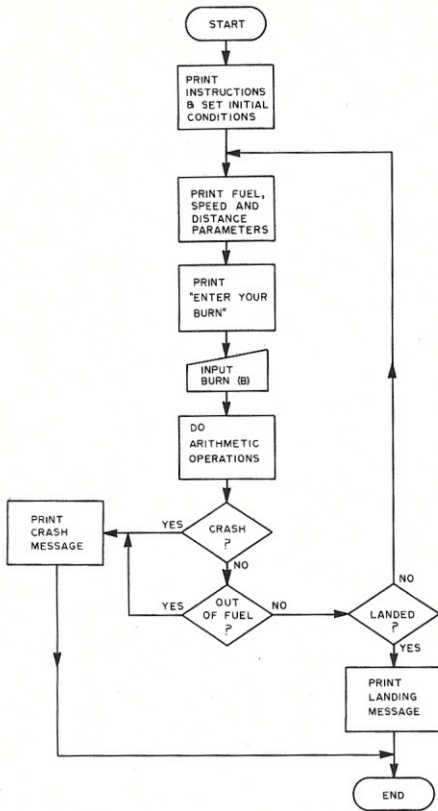 START
PRINT
INSTRUCTIONS
& SET INITIAL
CONDITIONS
PRINT FUEL,
SPEED AND
DISTANCE
PARAMETERS
PRINT
"ENTER YOUR
BURN"
INPUT
BURN (B)
DO
ARITHMETIC
OPERATIONS
PRINT
CRASH
MESSAGE
YES
CRASH
?
NO
YES
OUT
OF FUEL
?
NO
LANDED
?
NO
YES
PRINT
LANDING
MESSAGE
END